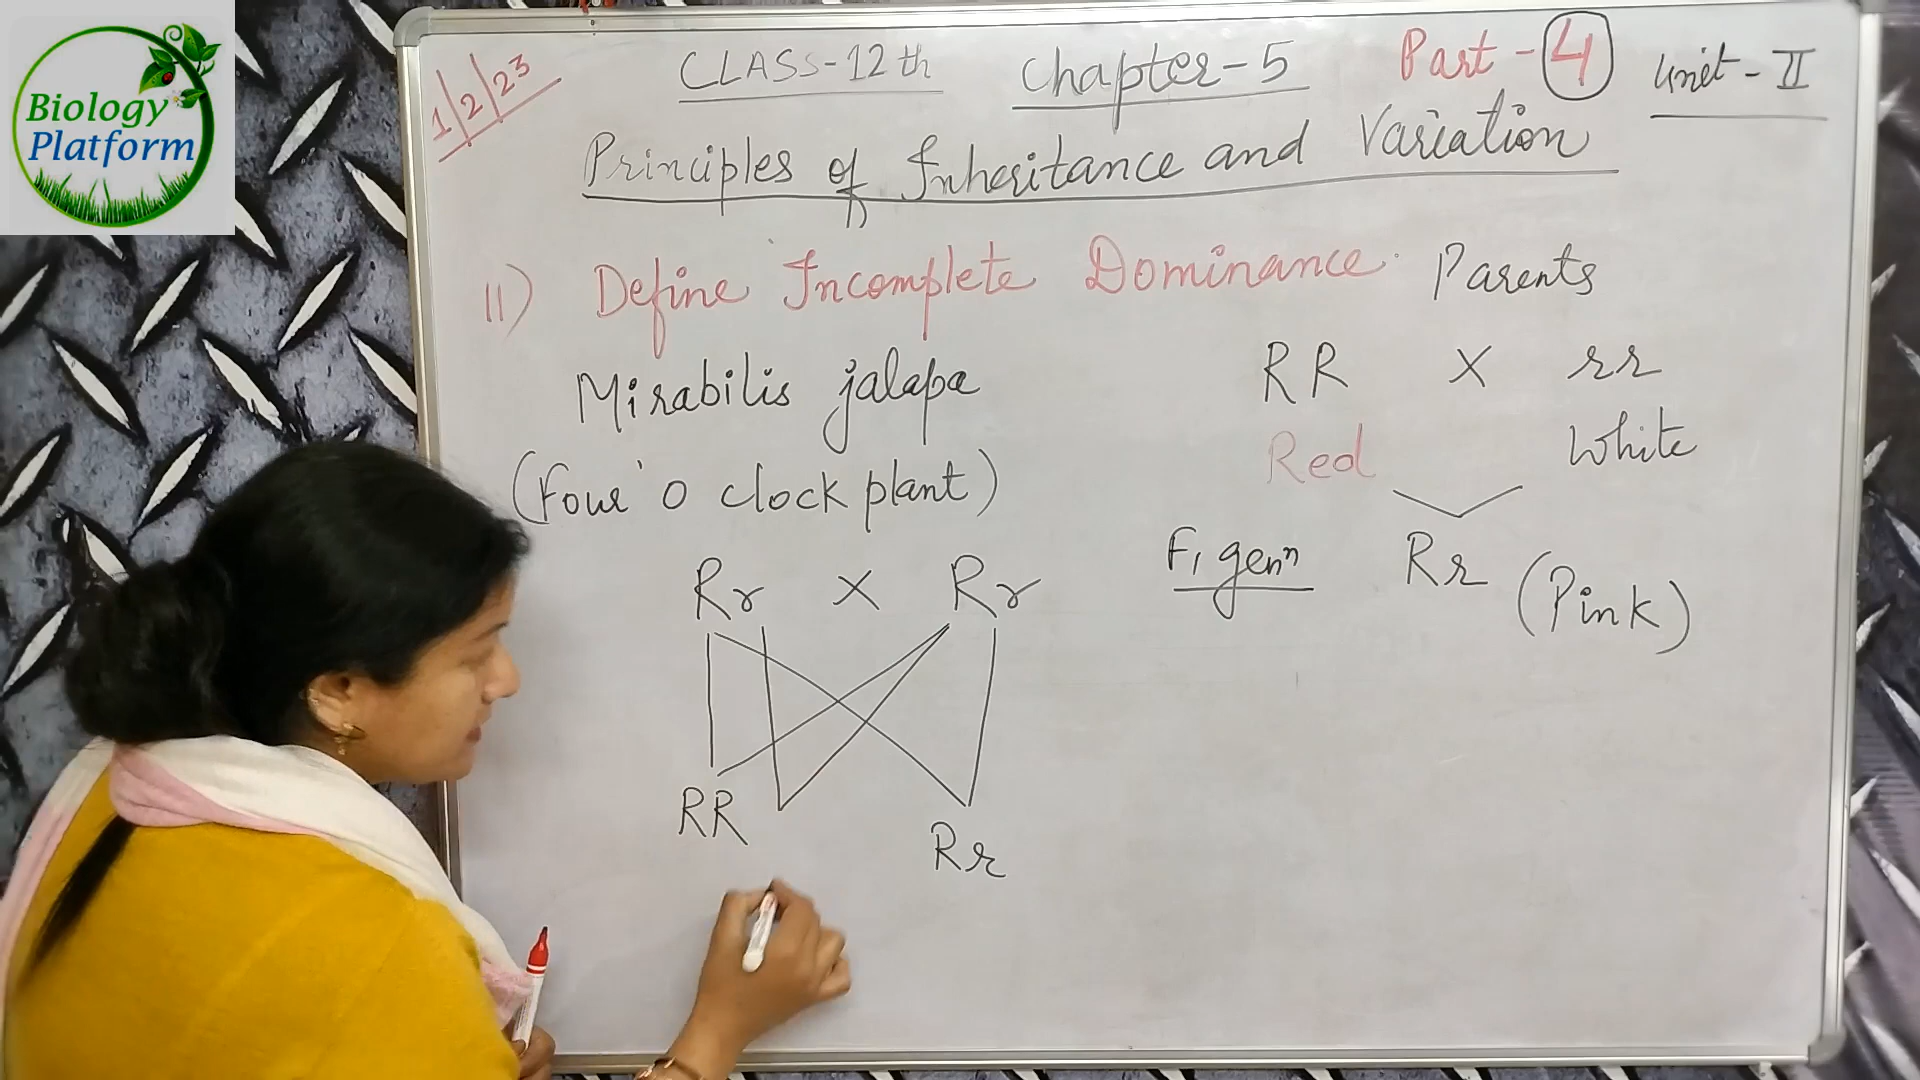 Biology
Platform
1/2/23
CLASS-12th Chapter-5 Part-4 Unit-II
Principles of Inheritance and Variation
11) Define Incomplete Dominance.
Mirabilis jalapa
(Four 'O clock plant)
Rr X Rr
RR
Rr
Parents
RR X rr
Red White
F1 genn Rr (Pink)